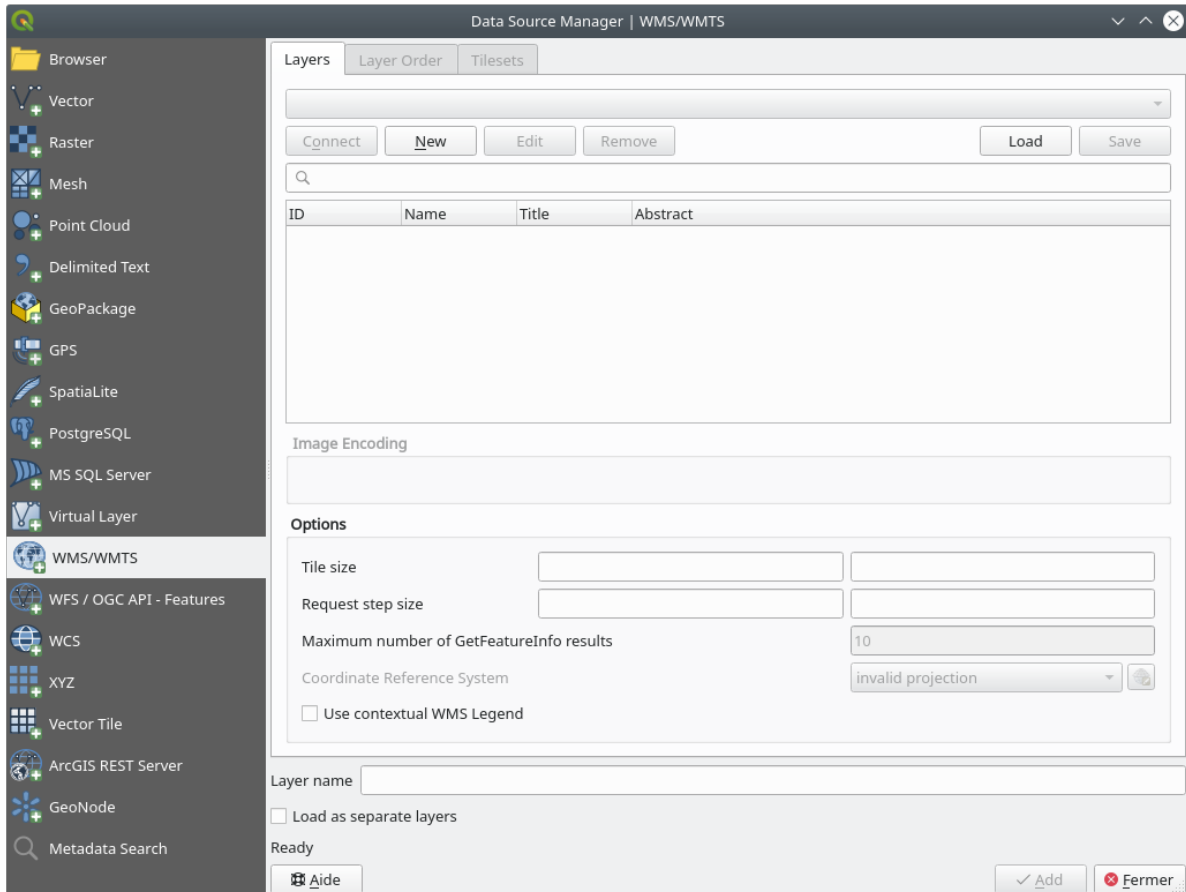 Data Source Manager | WMS/WMTS
Browser
Vector
Raster
Mesh
Point Cloud
Delimited Text
GeoPackage
GPS
SpatiaLite
PostgreSQL
MS SQL Server
Virtual Layer
WMS/WMTS
WFS / OGC API - Features
WCS
XYZ
Vector Tile
ArcGIS REST Server
GeoNode
Metadata Search
Layers Layer Order Tilesets
Connect New Edit Remove Load Save
ID Name Title Abstract
Image Encoding
Options
Tile size
Request step size
Maximum number of GetFeatureInfo results 10
Coordinate Reference System invalid projection
Use contextual WMS Legend
Layer name
Load as separate layers
Ready
Aide Add Fermer